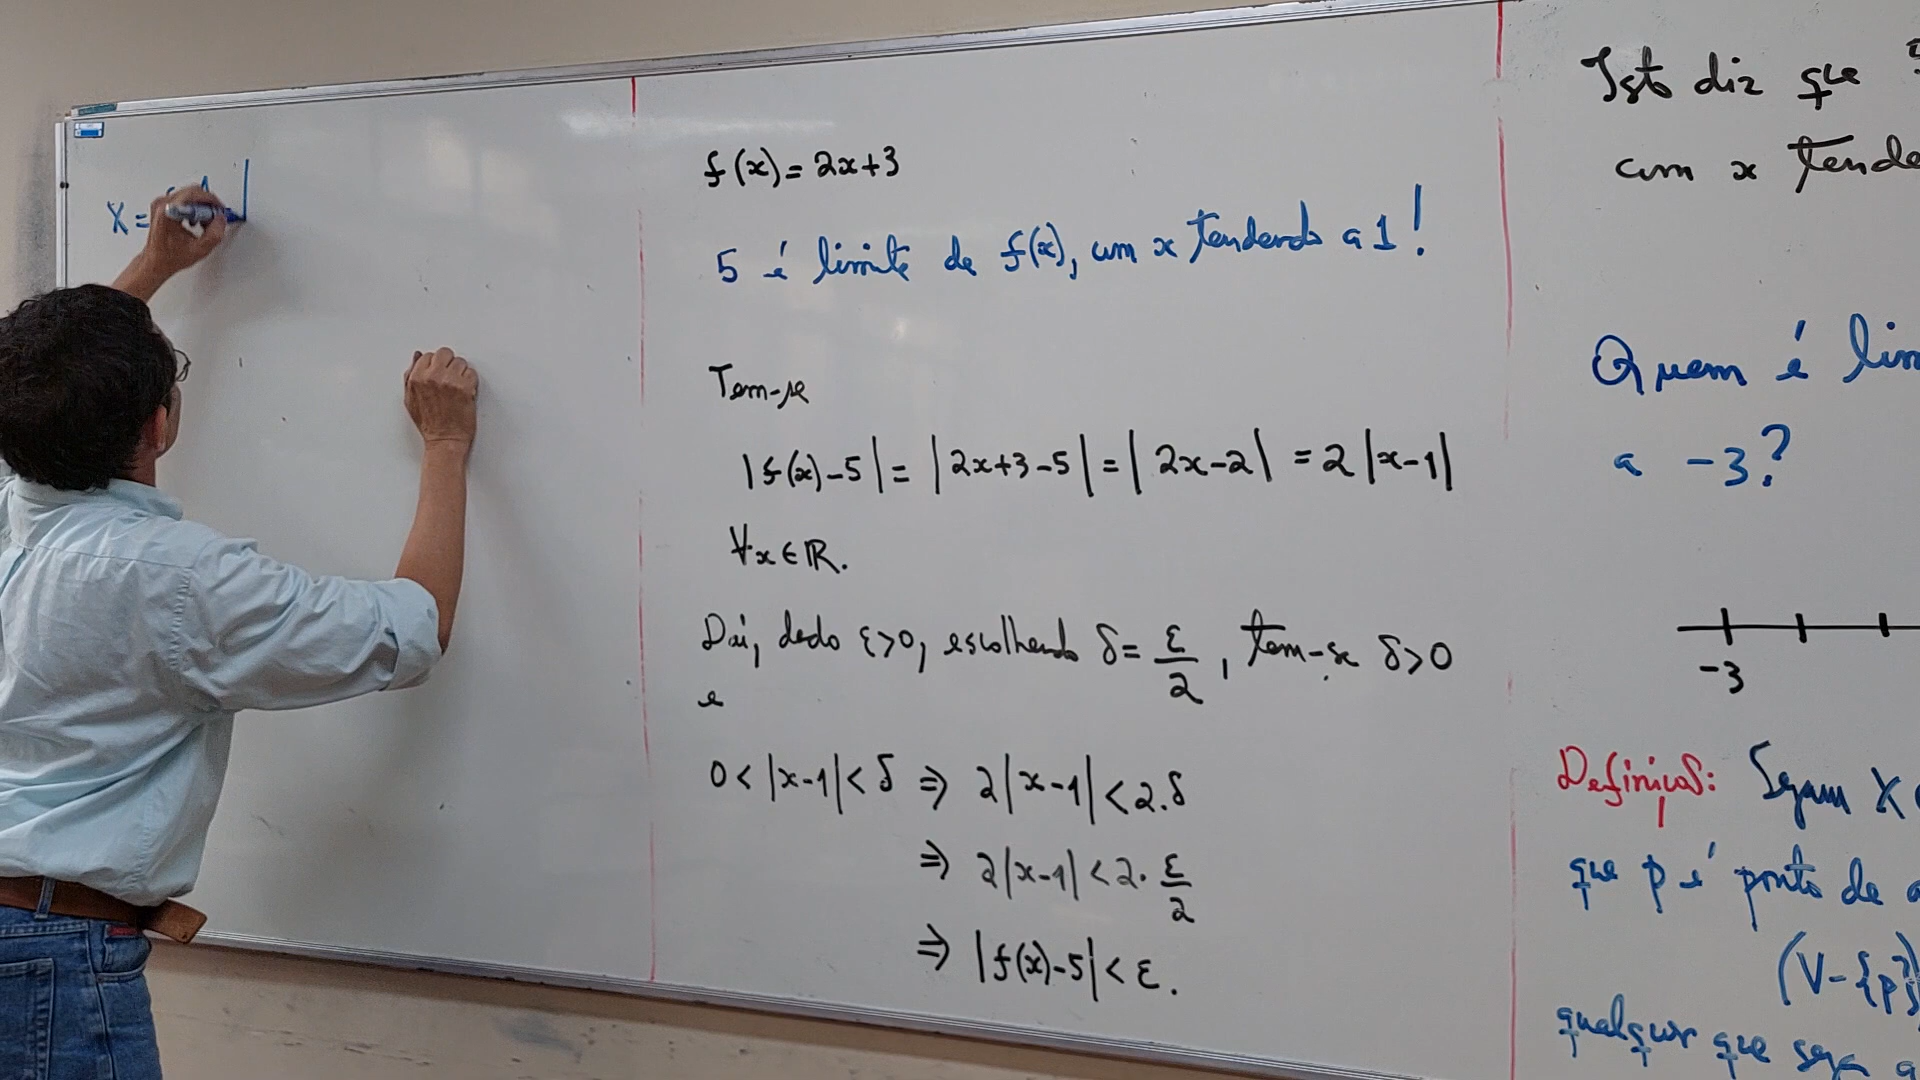 X =
f(x) = 2x+3
5 é limite de f(x), com x tendendo a 1!
Tem-se
|f(x)-5| = |2x+3-5| = |2x-2| = 2|x-1|
∀x∈ℝ.
Daí, dado ε>0, escolhendo δ = ε/2, tem-se δ>0
e
0 < |x-1| < δ ⇒ 2|x-1| < 2.δ
⇒ 2|x-1| < 2. ε/2
⇒ |f(x)-5| < ε.
Isto diz que
com x tende
Quem é lim
a -3?
-3
Definição: Sejam X
que p é ponto de a
(V-{p})
qualquer que seja a